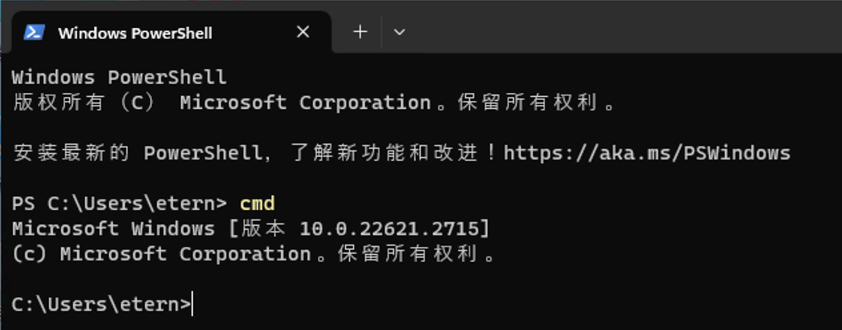 Windows PowerShell
Windows PowerShell
版权所有（C） Microsoft Corporation。保留所有权利。
安装最新的 PowerShell，了解新功能和改进！https://aka.ms/PSWindows
PS C:\Users\etern> cmd
Microsoft Windows [版本 10.0.22621.2715]
(c) Microsoft Corporation。保留所有权利。
C:\Users\etern>